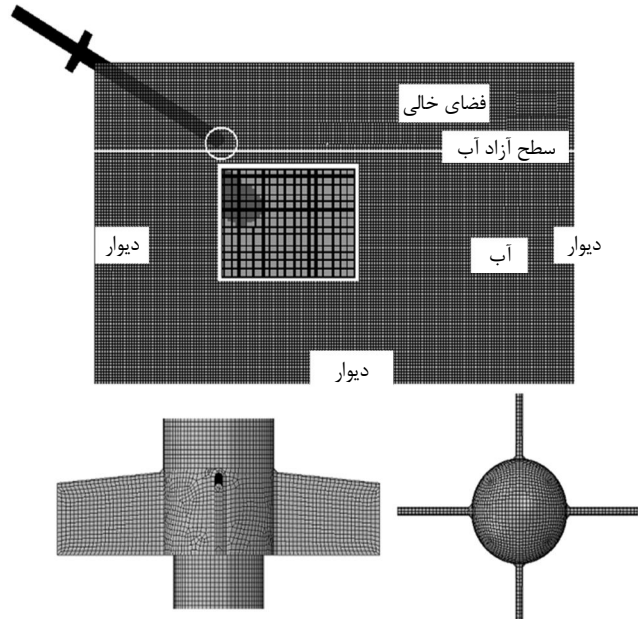 فضای خالی
سطح آزاد آب
دیوار
دیوار
آب
دیوار